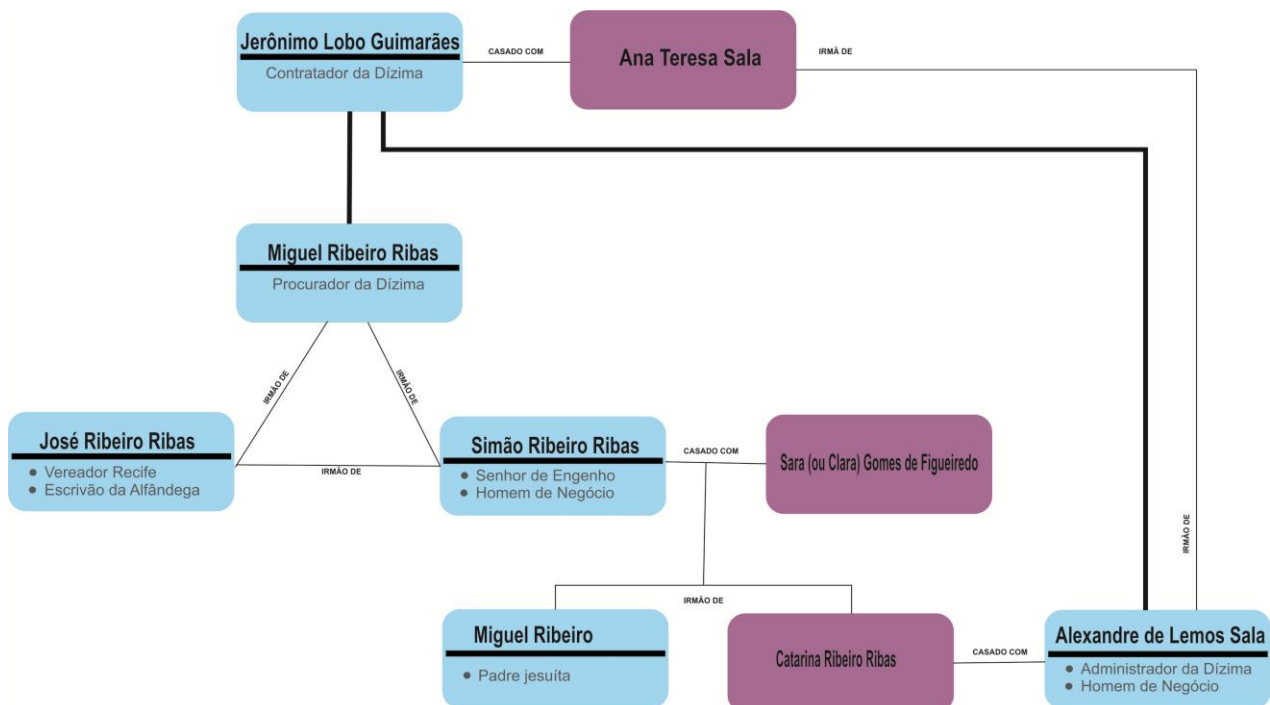 Jerônimo Lobo Guimarães
Contratador da Dízima
CASADO COM
Ana Teresa Sala
IRMÃ DE
Miguel Ribeiro Ribas
Procurador da Dízima
IRMÃO DE
IRMÃO DE
José Ribeiro Ribas
● Vereador Recife
● Escrivão da Alfândega
IRMÃO DE
Simão Ribeiro Ribas
● Senhor de Engenho
● Homem de Negócio
CASADO COM
Sara (ou Clara) Gomes de Figueiredo
IRMÃO DE
IRMÃO DE
Miguel Ribeiro
● Padre jesuíta
Catarina Ribeiro Ribas
CASADO COM
Alexandre de Lemos Sala
● Administrador da Dízima
● Homem de Negócio